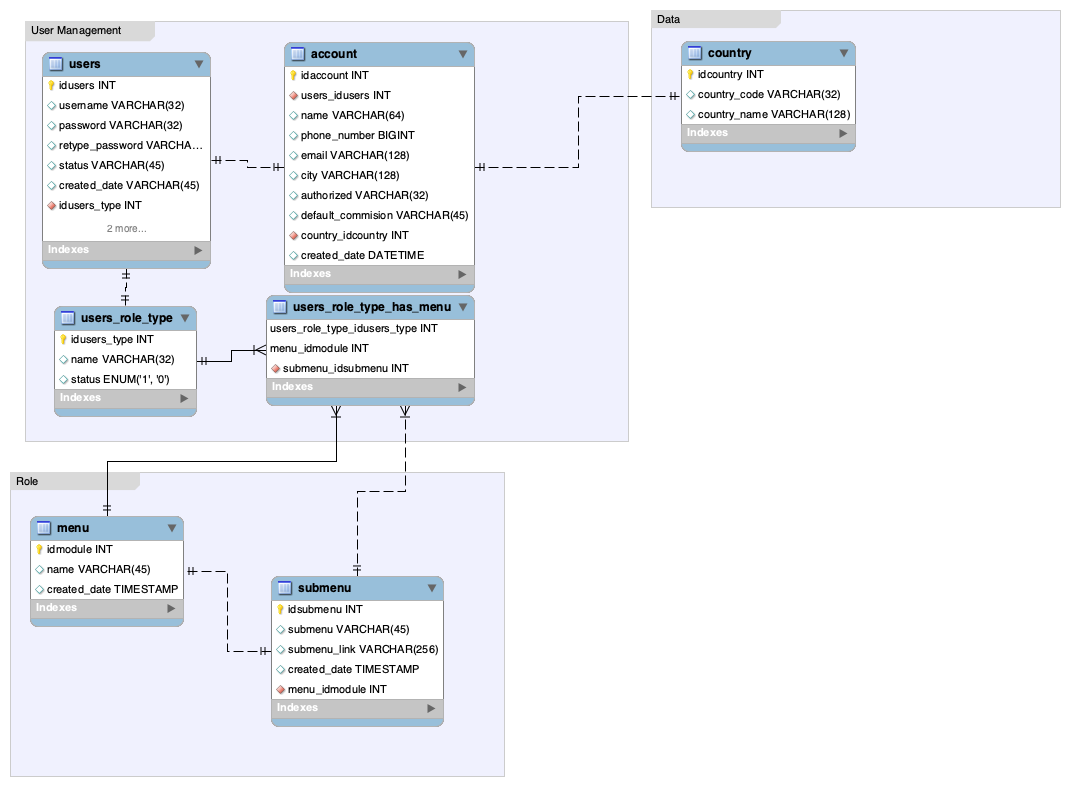 User Management
users
idusers INT
username VARCHAR(32)
password VARCHAR(32)
retype_password VARCHA...
status VARCHAR(45)
created_date VARCHAR(45)
idusers_type INT
2 more...
Indexes
account
idaccount INT
users_idusers INT
name VARCHAR(64)
phone_number BIGINT
email VARCHAR(128)
city VARCHAR(128)
authorized VARCHAR(32)
default_commision VARCHAR(45)
country_idcountry INT
created_date DATETIME
Indexes
users_role_type
idusers_type INT
name VARCHAR(32)
status ENUM('1', '0')
Indexes
users_role_type_has_menu
users_role_type_idusers_type INT
menu_idmodule INT
submenu_idsubmenu INT
Indexes
Data
country
idcountry INT
country_code VARCHAR(32)
country_name VARCHAR(128)
Indexes
Role
menu
idmodule INT
name VARCHAR(45)
created_date TIMESTAMP
Indexes
submenu
idsubmenu INT
submenu VARCHAR(45)
submenu_link VARCHAR(256)
created_date TIMESTAMP
menu_idmodule INT
Indexes